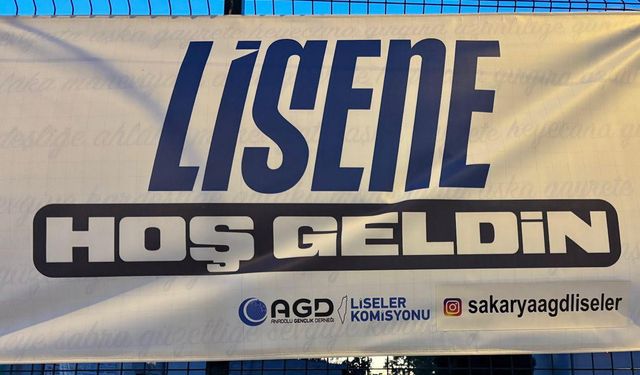 LİSENE
HOŞ GELDİN
AGD
ANADOLU GENÇLİK DERNEĞİ
LİSELER
KOMİSYONU
sakaryaagdliseler